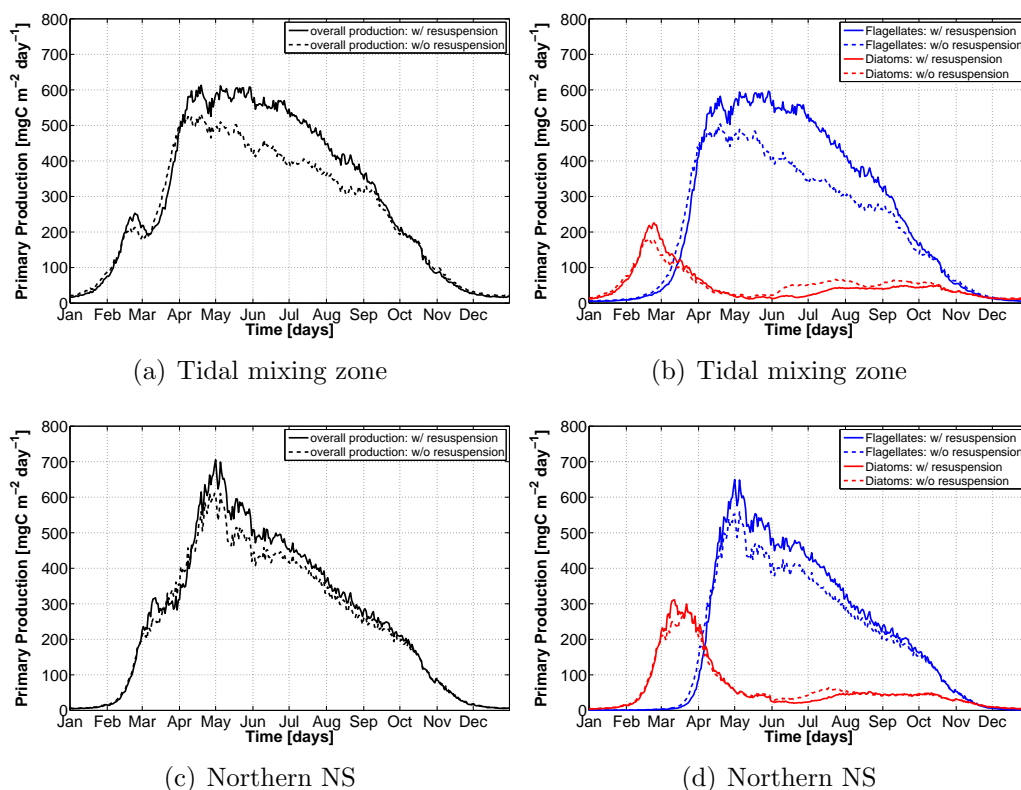 800
700
600
500
400
300
200
100
0
Primary Production [mgC m⁻² day⁻¹]
overall production: w/ resuspension
overall production: w/o resuspension
Jan Feb Mar Apr May Jun Jul Aug Sep Oct Nov Dec
Time [days]
(a) Tidal mixing zone
800
700
600
500
400
300
200
100
0
Primary Production [mgC m⁻² day⁻¹]
Flagellates: w/ resuspension
Flagellates: w/o resuspension
Diatoms: w/ resuspension
Diatoms: w/o resuspension
Jan Feb Mar Apr May Jun Jul Aug Sep Oct Nov Dec
Time [days]
(b) Tidal mixing zone
800
700
600
500
400
300
200
100
0
Primary Production [mgC m⁻² day⁻¹]
overall production: w/ resuspension
overall production: w/o resuspension
Jan Feb Mar Apr May Jun Jul Aug Sep Oct Nov Dec
Time [days]
(c) Northern NS
800
700
600
500
400
300
200
100
0
Primary Production [mgC m⁻² day⁻¹]
Flagellates: w/ resuspension
Flagellates: w/o resuspension
Diatoms: w/ resuspension
Diatoms: w/o resuspension
Jan Feb Mar Apr May Jun Jul Aug Sep Oct Nov Dec
Time [days]
(d) Northern NS